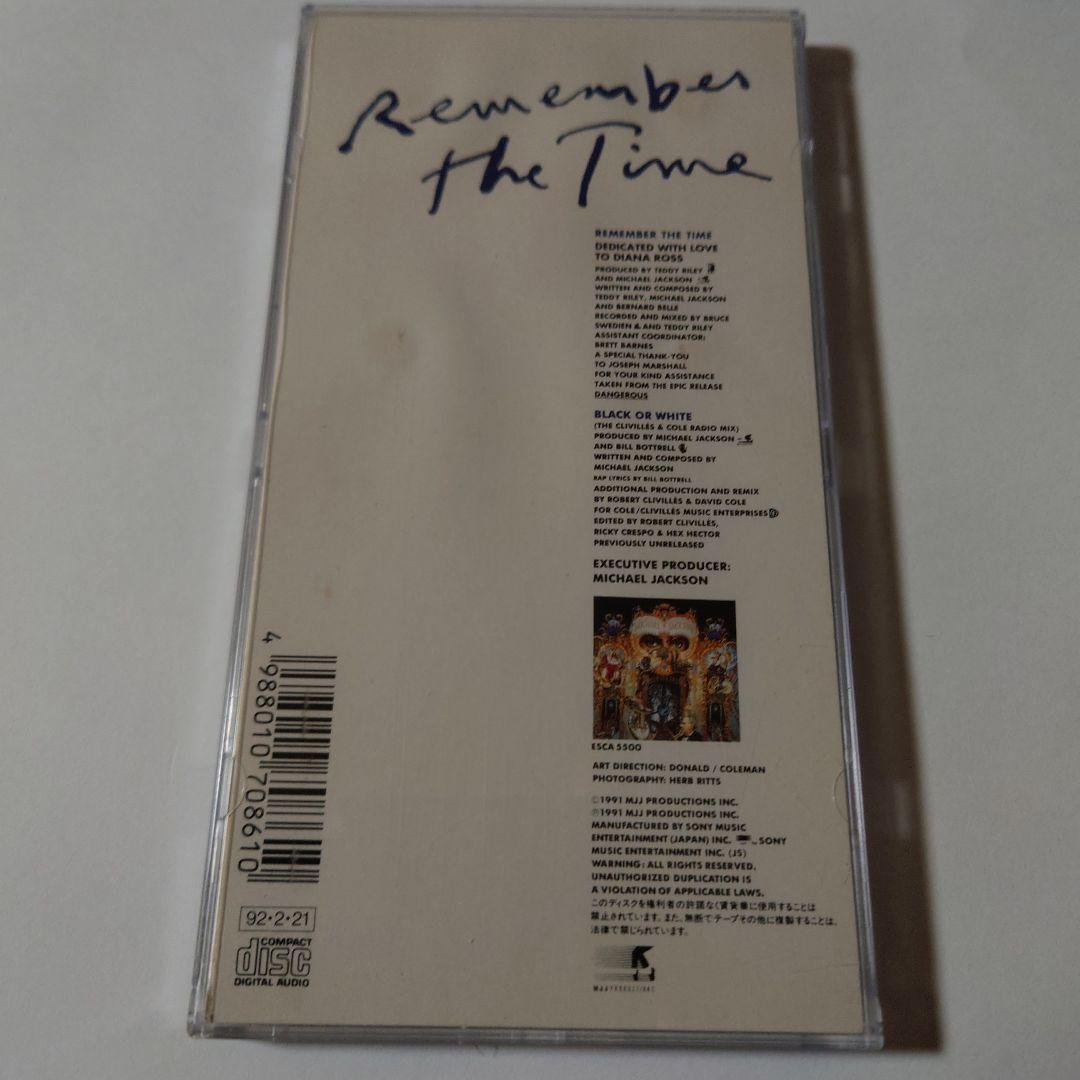 Remember
the Time
REMEMBER THE TIME
DEDICATED WITH LOVE
TO DIANA ROSS
PRODUCED BY TEDDY RILEY
AND MICHAEL JACKSON
WRITTEN AND COMPOSED BY
TEDDY RILEY, MICHAEL JACKSON
AND BERNARD BELLE
RECORDED AND MIXED BY BRUCE
SWEDIEN & AND TEDDY RILEY
ASSISTANT COORDINATOR:
BRETT BARNES
A SPECIAL THANK-YOU
TO JOSEPH MARSHALL
FOR YOUR KIND ASSISTANCE
TAKEN FROM THE EPIC RELEASE
DANGEROUS
BLACK OR WHITE
(THE CLIVILLÉS & COLE RADIO MIX)
PRODUCED BY MICHAEL JACKSON
AND BILL BOTTRELL
WRITTEN AND COMPOSED BY
MICHAEL JACKSON
RAP LYRICS BY BILL BOTTRELL
ADDITIONAL PRODUCTION AND REMIX
BY ROBERT CLIVILLÉS & DAVID COLE
FOR COLE/CLIVILLÉS MUSIC ENTERPRISES
EDITED BY ROBERT CLIVILLÉS,
RICKY CRESPO & HEX HECTOR
PREVIOUSLY UNRELEASED
EXECUTIVE PRODUCER:
MICHAEL JACKSON
ESCA 5500
ART DIRECTION: DONALD / COLEMAN
PHOTOGRAPHY: HERB RITTS
©1991 MJJ PRODUCTIONS INC.
℗1991 MJJ PRODUCTIONS INC.
MANUFACTURED BY SONY MUSIC
ENTERTAINMENT (JAPAN) INC. SONY
MUSIC ENTERTAINMENT INC. (JS)
WARNING: ALL RIGHTS RESERVED.
UNAUTHORIZED DUPLICATION IS
A VIOLATION OF APPLICABLE LAWS.
このディスクを権利者の許諾なく賃貸業に使用することは
禁止されています。また、無断でテープその他に複製することは、
法律で禁じられています。
MJJ PRODUCTIONS
4 988010 708610
92・2・21
COMPACT
disc
DIGITAL AUDIO